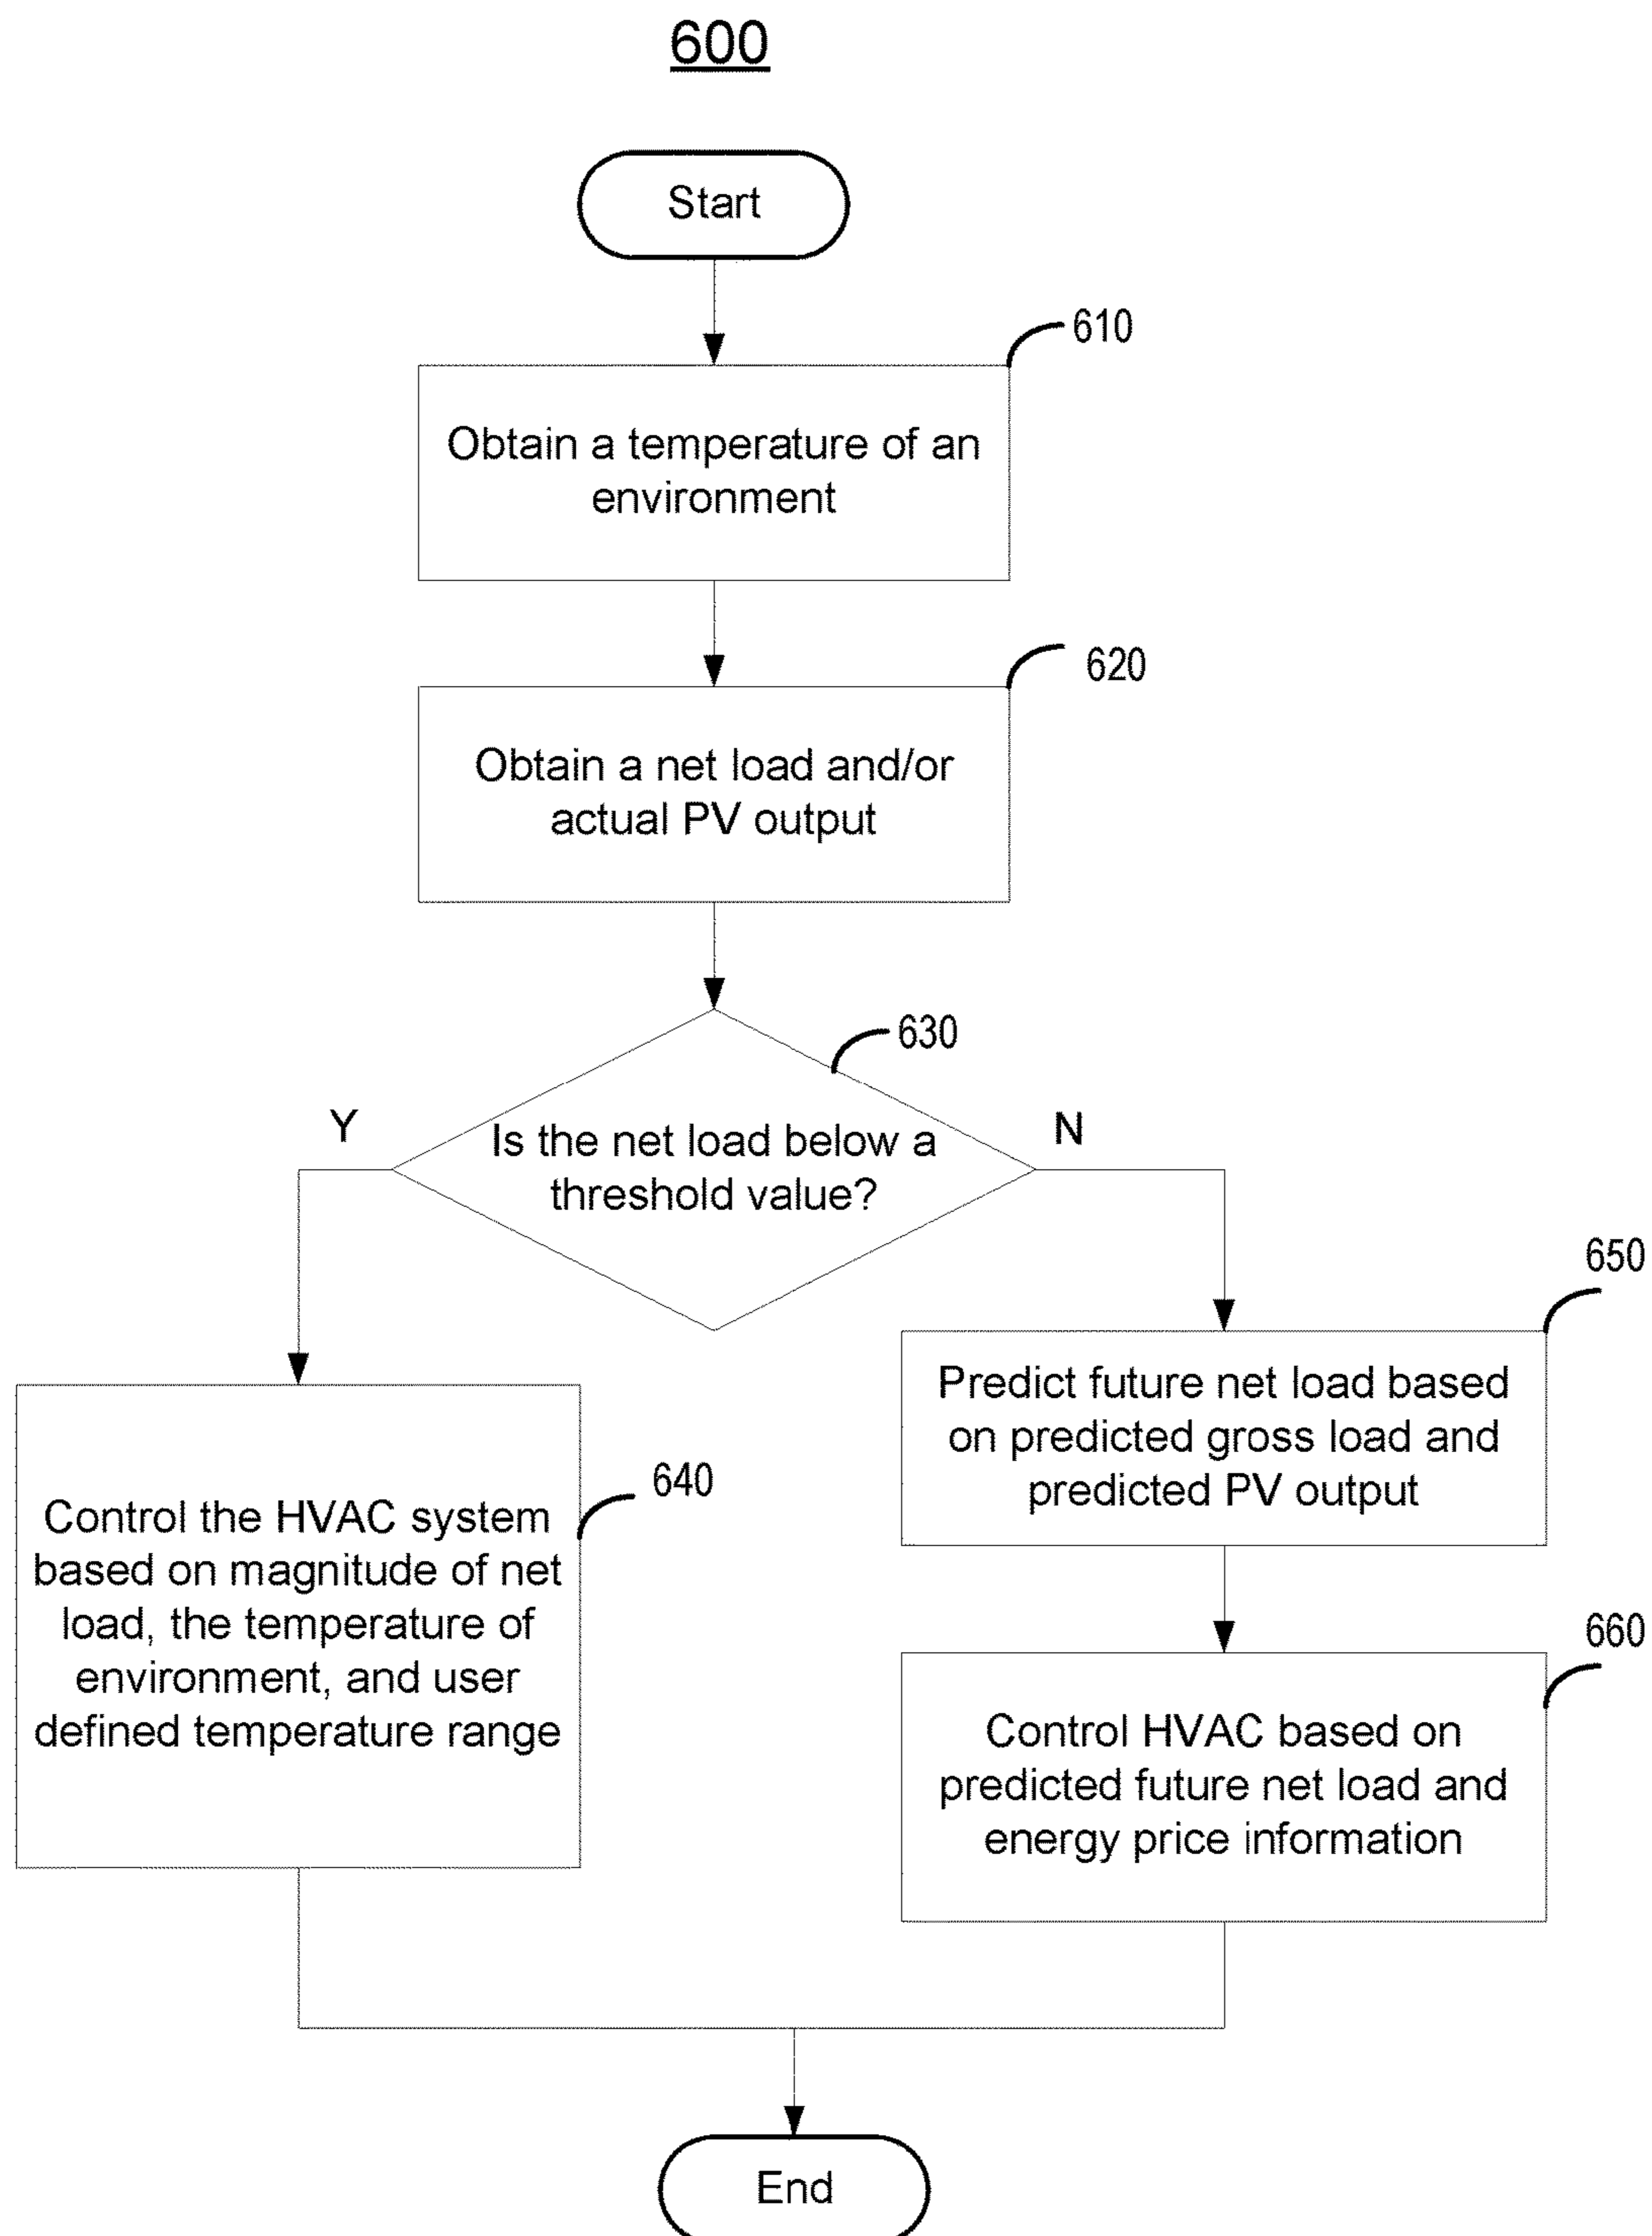 600
Start
610
Obtain a temperature of an
environment
620
Obtain a net load and/or
actual PV output
630
Y
N
Is the net load below a
threshold value?
650
Predict future net load based
on predicted gross load and
predicted PV output
640
Control the HVAC system
based on magnitude of net
load, the temperature of
environment, and user
defined temperature range
660
Control HVAC based on
predicted future net load and
energy price information
End